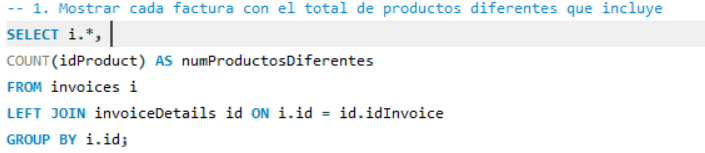 -- 1. Mostrar cada factura con el total de productos diferentes que incluye
SELECT i.*,
COUNT(idProduct) AS numProductosDiferentes
FROM invoices i
LEFT JOIN invoiceDetails id ON i.id = id.idInvoice
GROUP BY i.id;